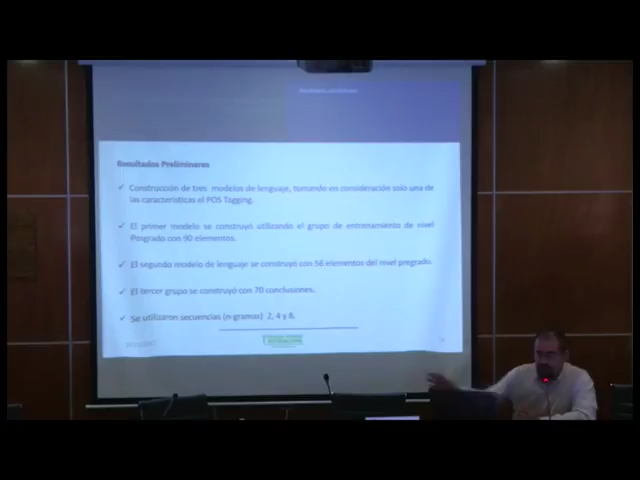 Resultados Preliminares
✓ Construcción de tres modelos de lenguaje, tomando en consideración solo una de
las características el POS Tagging.
✓ El primer modelo se construyó utilizando el grupo de entrenamiento de nivel
Posgrado con 90 elementos.
✓ El segundo modelo de lenguaje se construyó con 56 elementos del nivel pregrado.
✓ El tercer grupo se construyó con 70 conclusiones.
✓ Se utilizaron secuencias (n-gramas) 2, 4 y 8.